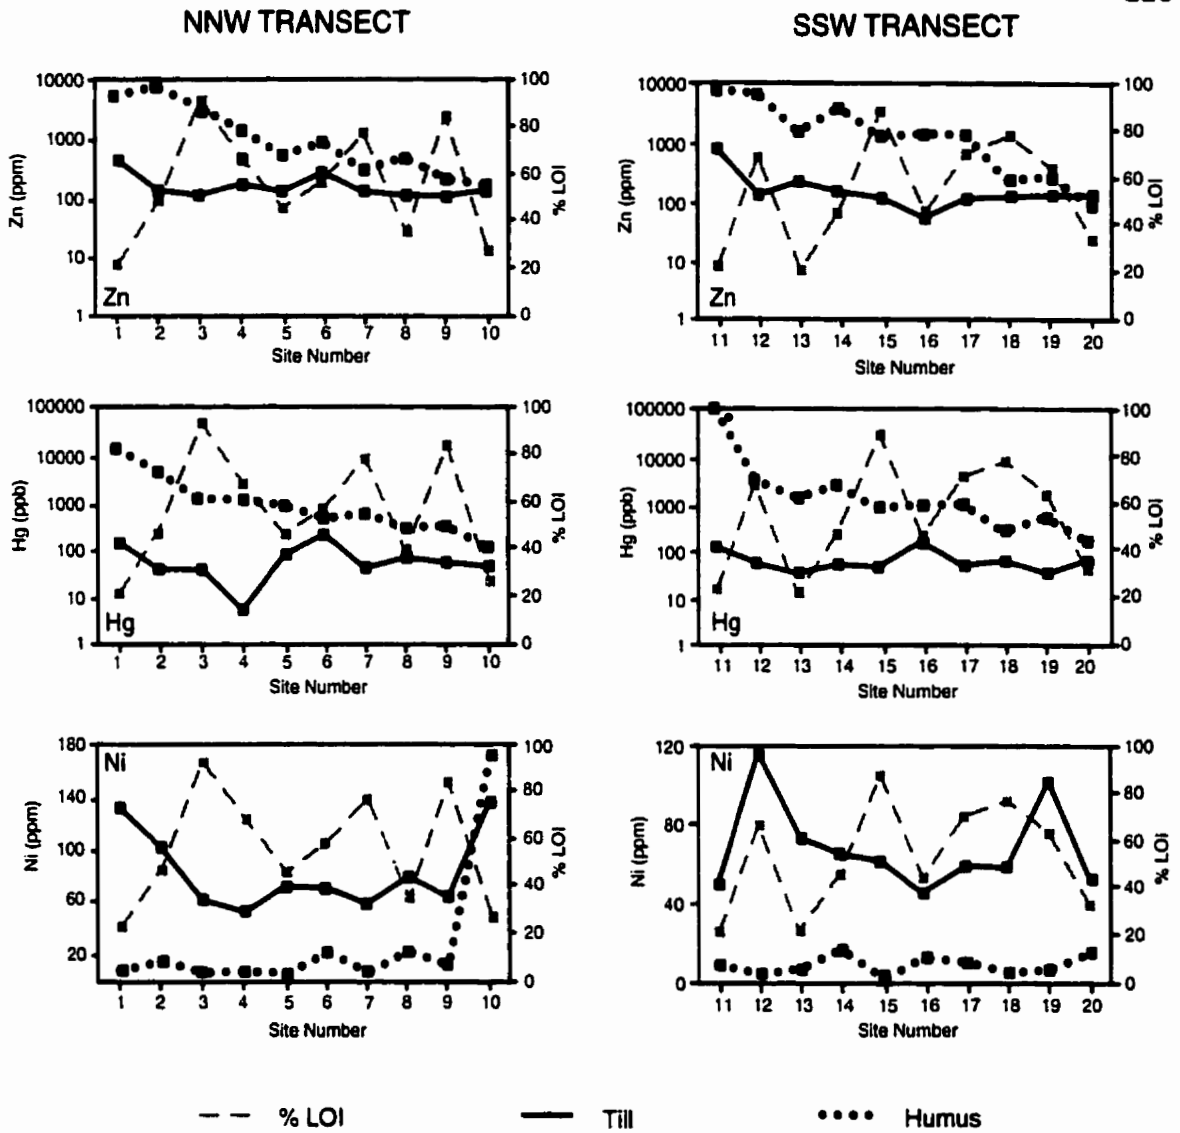 NNW TRANSECT
SSW TRANSECT
10000
1000
100
10
1
Zn (ppm)
100
80
60
40
20
0
% LOI
Zn
1 2 3 4 5 6 7 8 9 10
Site Number
10000
1000
100
10
1
Zn (ppm)
100
80
60
40
20
0
% LOI
Zn
11 12 13 14 15 16 17 18 19 20
Site Number
100000
10000
1000
100
10
1
Hg (ppb)
100
80
60
40
20
0
% LOI
Hg
1 2 3 4 5 6 7 8 9 10
Site Number
100000
10000
1000
100
10
1
Hg (ppb)
100
80
60
40
20
0
% LOI
Hg
11 12 13 14 15 16 17 18 19 20
Site Number
180
140
100
60
20
Ni (ppm)
100
80
60
40
20
0
% LOI
Ni
1 2 3 4 5 6 7 8 9 10
Site Number
120
80
40
0
Ni (ppm)
100
80
60
40
20
0
% LOI
Ni
11 12 13 14 15 16 17 18 19 20
Site Number
% LOI Till Humus